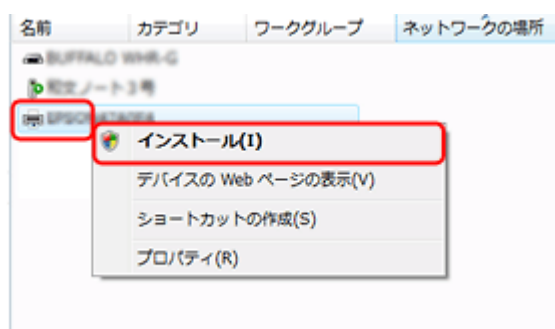 名前 カテゴリ ワークグループ ネットワークの場所
BUFFALO WHR-G
インストール(I)
デバイスの Web ページの表示(V)
ショートカットの作成(S)
プロパティ(R)